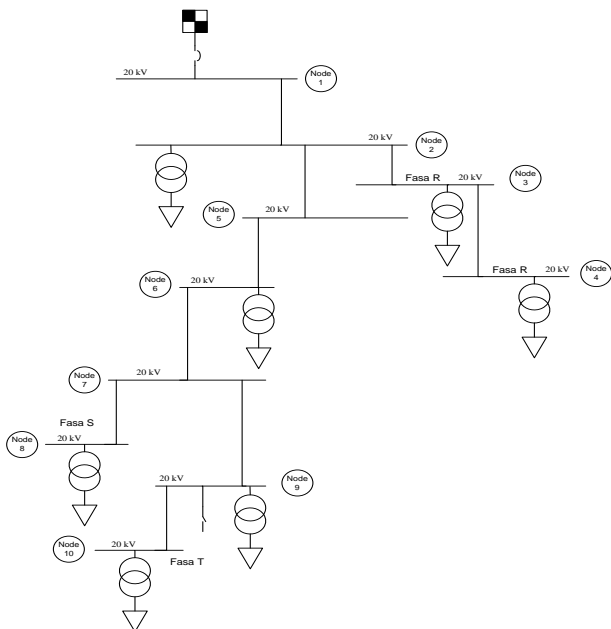 20 kV
Node
1
20 kV
Node
2
Fasa R
20 kV
Node
3
Node
5
20 kV
Fasa R
20 kV
Node
4
Node
6
20 kV
Node
7
20 kV
Fasa S
Node
8
20 kV
20 kV
Node
9
Node
10
20 kV
Fasa T